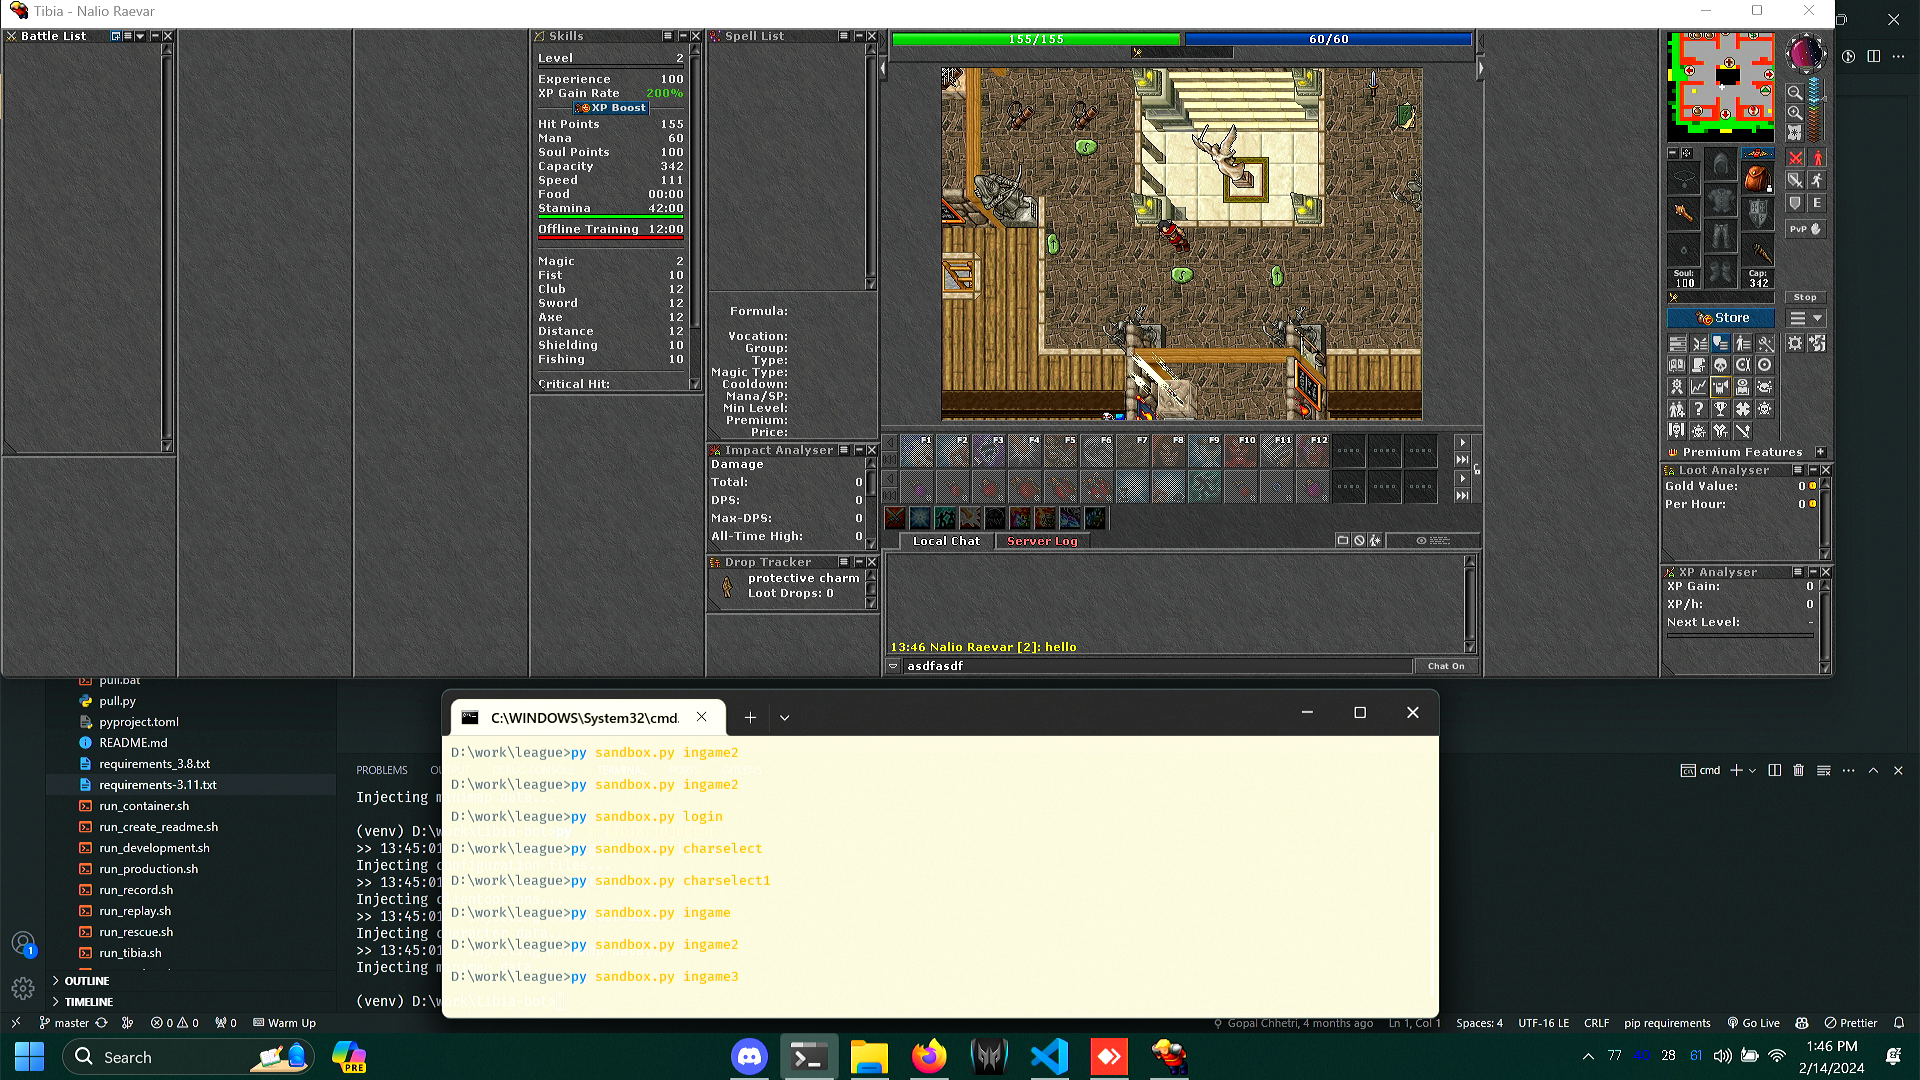 Tibia - Nalio Raevar
Battle List
Skills
Level 2
Experience 100
XP Gain Rate 200%
XP Boost
Hit Points 155
Mana 60
Soul Points 100
Capacity 342
Speed 111
Food 00:00
Stamina 42:00
Offline Training 12:00
Magic 2
Fist 10
Club 12
Sword 12
Axe 12
Distance 12
Shielding 10
Fishing 10
Critical Hit:
Spell List
Formula:
Vocation:
Group:
Type:
Magic Type:
Cooldown:
Mana/SP:
Min Level:
Premium:
Price:
Impact Analyser
Damage
Total: 0
DPS: 0
Max-DPS: 0
All-Time High: 0
Drop Tracker
protective charm
Loot Drops: 0
155/155
60/60
F1 F2 F3 F4 F5 F6 F7 F8 F9 F10 F11 F12
Local Chat
Server Log
13:46 Nalio Raevar [2]: hello
asdfasdf
Chat On
E
PvP
Soul:
100
Cap:
342
Stop
Store
Premium Features
Loot Analyser
Gold Value: 0
Per Hour: 0
XP Analyser
XP Gain: 0
XP/h: 0
Next Level: -
pull.bat
pull.py
pyproject.toml
README.md
requirements_3.8.txt
requirements-3.11.txt
run_container.sh
run_create_readme.sh
run_development.sh
run_production.sh
run_record.sh
run_replay.sh
run_rescue.sh
run_tibia.sh
OUTLINE
TIMELINE
PROBLEMS
cmd
Injecting
(venv) D:\
>> 13:45:01
Injecting
>> 13:45:01
Injecting
>> 13:45:01
Injecting
>> 13:45:01
Injecting
(venv) D:\
C:\WINDOWS\System32\cmd.
D:\work\league>py sandbox.py ingame2
D:\work\league>py sandbox.py ingame2
D:\work\league>py sandbox.py login
D:\work\league>py sandbox.py charselect
D:\work\league>py sandbox.py charselect1
D:\work\league>py sandbox.py ingame
D:\work\league>py sandbox.py ingame2
D:\work\league>py sandbox.py ingame3
master
0 0
0
Warm Up
Gopal Chhetri, 4 months ago
Ln 1, Col 1
Spaces: 4
UTF-16 LE
CRLF
pip requirements
Go Live
Prettier
1
Search
PRE
77
28
61
1:46 PM
2/14/2024